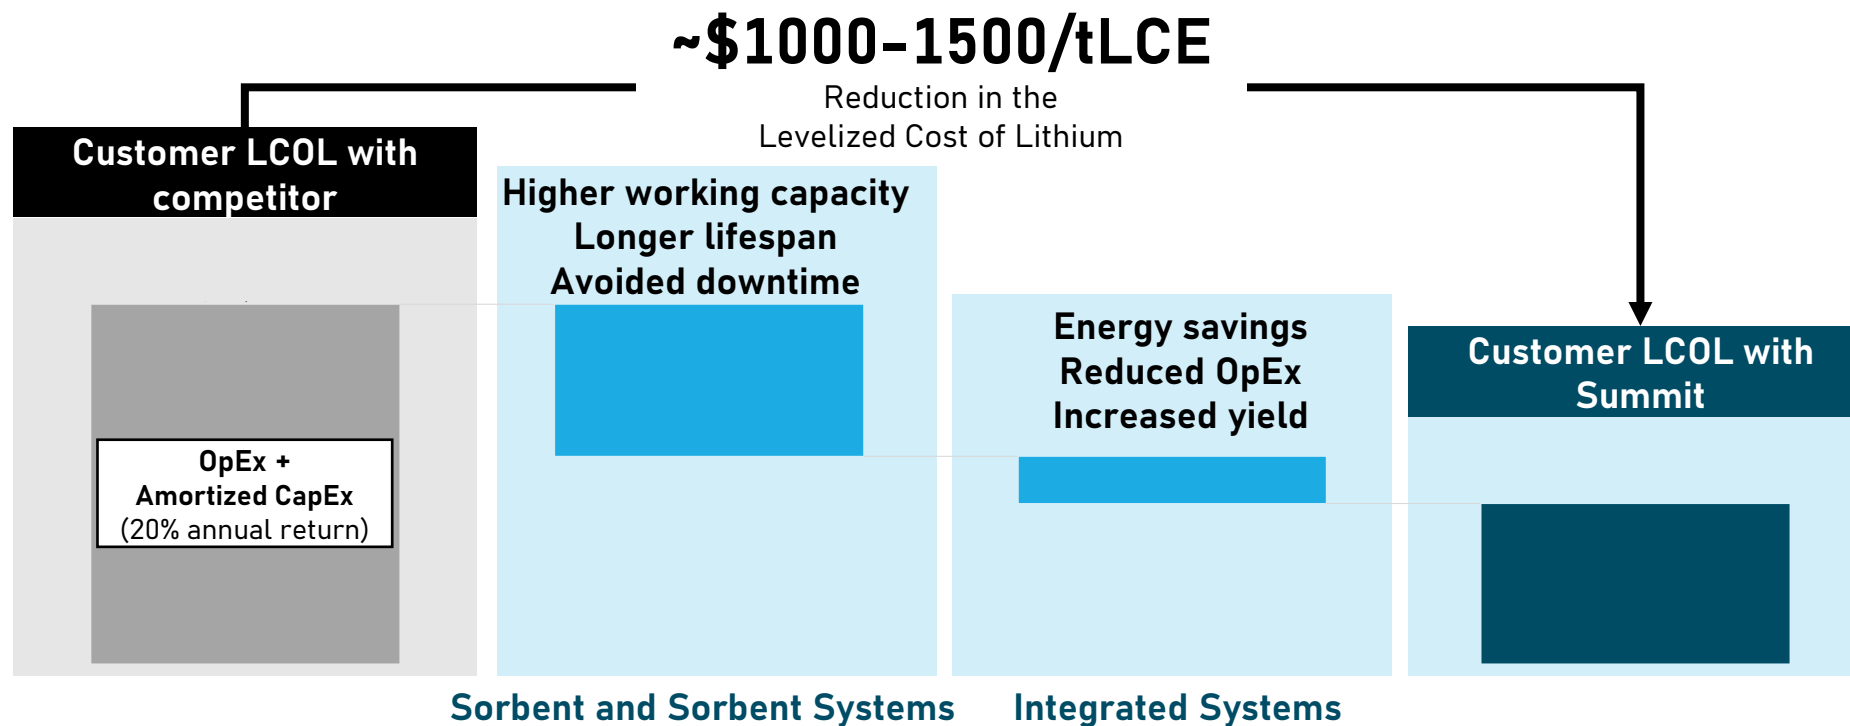 ~$1000-1500/tLCE
Reduction in the
Levelized Cost of Lithium
Customer LCOL with
competitor
OpEx +
Amortized CapEx
(20% annual return)
Higher working capacity
Longer lifespan
Avoided downtime
Energy savings
Reduced OpEx
Increased yield
Customer LCOL with
Summit
Sorbent and Sorbent Systems
Integrated Systems